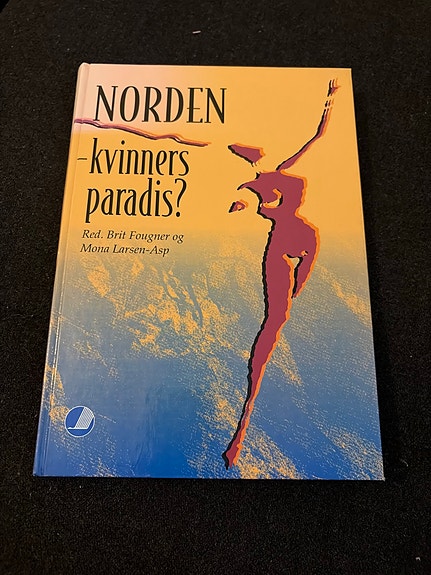 NORDEN
-kvinners
paradis?
Red. Brit Fougner og
Mona Larsen-Asp